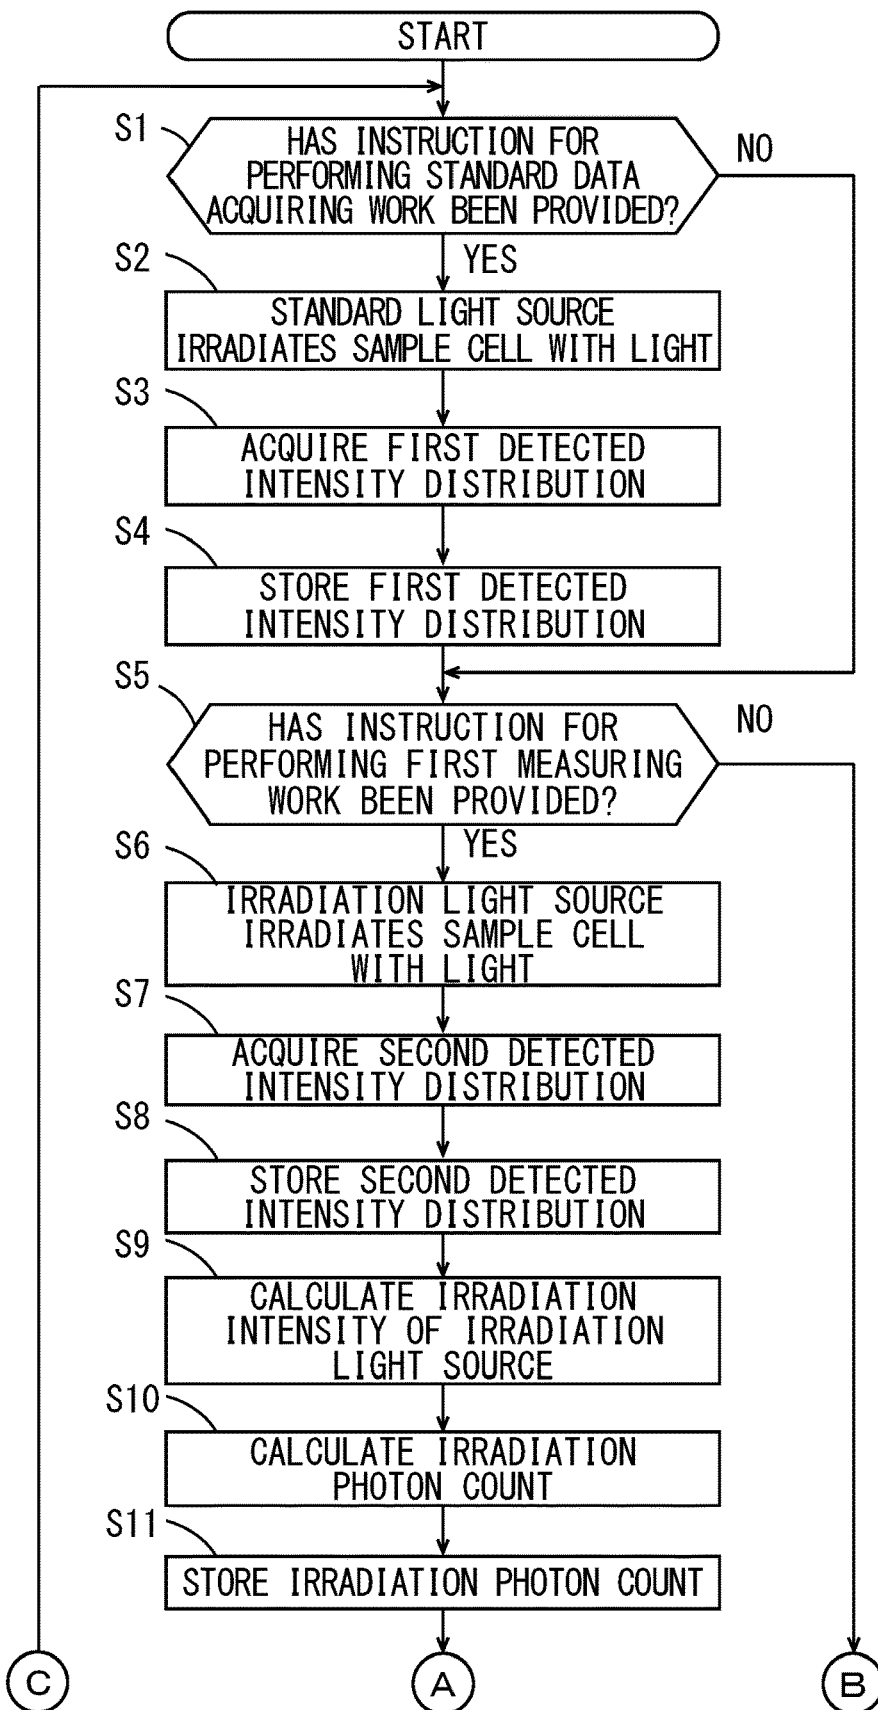 START
S1
HAS INSTRUCTION FOR
PERFORMING STANDARD DATA
ACQUIRING WORK BEEN PROVIDED?
NO
YES
S2
STANDARD LIGHT SOURCE
IRRADIATES SAMPLE CELL WITH LIGHT
S3
ACQUIRE FIRST DETECTED
INTENSITY DISTRIBUTION
S4
STORE FIRST DETECTED
INTENSITY DISTRIBUTION
S5
HAS INSTRUCTION FOR
PERFORMING FIRST MEASURING
WORK BEEN PROVIDED?
NO
YES
S6
IRRADIATION LIGHT SOURCE
IRRADIATES SAMPLE CELL
WITH LIGHT
S7
ACQUIRE SECOND DETECTED
INTENSITY DISTRIBUTION
S8
STORE SECOND DETECTED
INTENSITY DISTRIBUTION
S9
CALCULATE IRRADIATION
INTENSITY OF IRRADIATION
LIGHT SOURCE
S10
CALCULATE IRRADIATION
PHOTON COUNT
S11
STORE IRRADIATION PHOTON COUNT
C
A
B